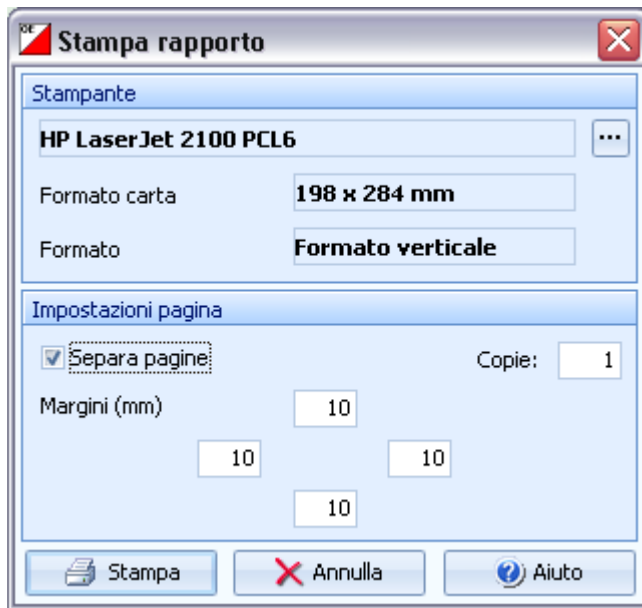 OE Stampa rapporto
Stampante
HP LaserJet 2100 PCL6 ...
Formato carta 198 x 284 mm
Formato Formato verticale
Impostazioni pagina
Separa pagine Copie: 1
Margini (mm) 10
10 10
10
Stampa Annulla ? Aiuto